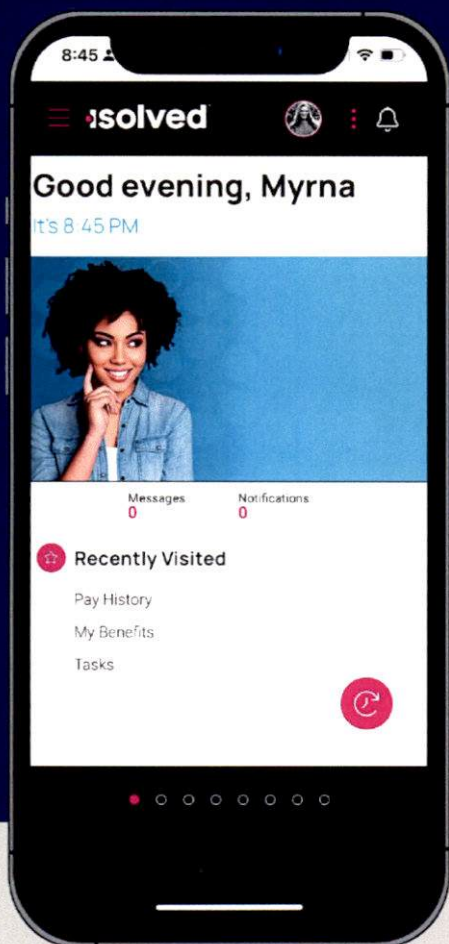 8:45
isolved
Good evening, Myrna
It's 8:45 PM
Messages Notifications
0 0
Recently Visited
Pay History
My Benefits
Tasks